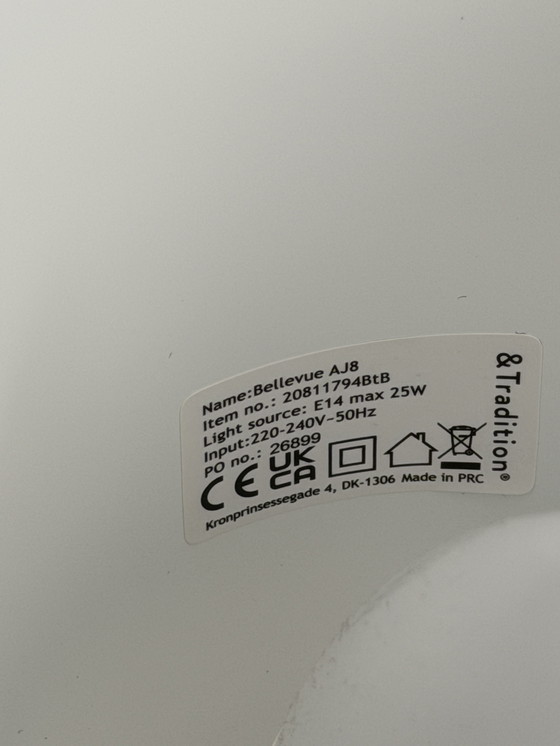 Name:Bellevue AJ8
Item no.: 20811794BtB
Light source: E14 max 25W
Input:220-240V~50Hz
PO no.: 26899
CE UK CA
Kronprinsessegade 4, DK-1306 Made in PRC
&Tradition®